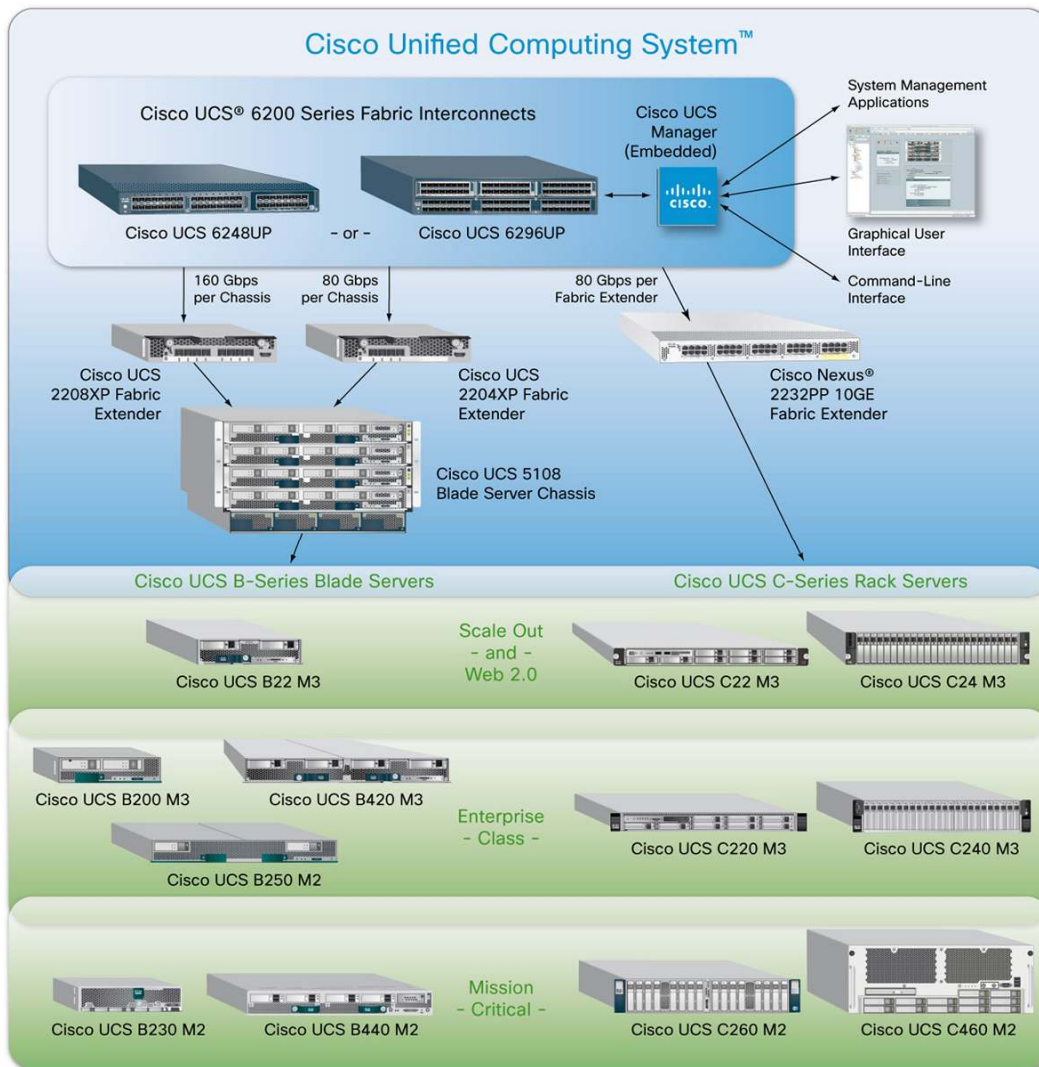 Cisco Unified Computing System™
Cisco UCS® 6200 Series Fabric Interconnects
Cisco UCS
Manager
(Embedded)
CISCO.
System Management
Applications
Graphical User
Interface
Command-Line
Interface
Cisco UCS 6248UP
- or -
Cisco UCS 6296UP
160 Gbps
per Chassis
80 Gbps
per Chassis
80 Gbps per
Fabric Extender
Cisco UCS
2208XP Fabric
Extender
Cisco UCS
2204XP Fabric
Extender
Cisco Nexus®
2232PP 10GE
Fabric Extender
Cisco UCS 5108
Blade Server Chassis
Cisco UCS B-Series Blade Servers
Cisco UCS C-Series Rack Servers
Cisco UCS B22 M3
Scale Out
- and -
Web 2.0
Cisco UCS C22 M3
Cisco UCS C24 M3
Cisco UCS B200 M3
Cisco UCS B420 M3
Cisco UCS B250 M2
Enterprise
- Class -
Cisco UCS C220 M3
Cisco UCS C240 M3
Cisco UCS B230 M2
Cisco UCS B440 M2
Mission
- Critical -
Cisco UCS C260 M2
Cisco UCS C460 M2